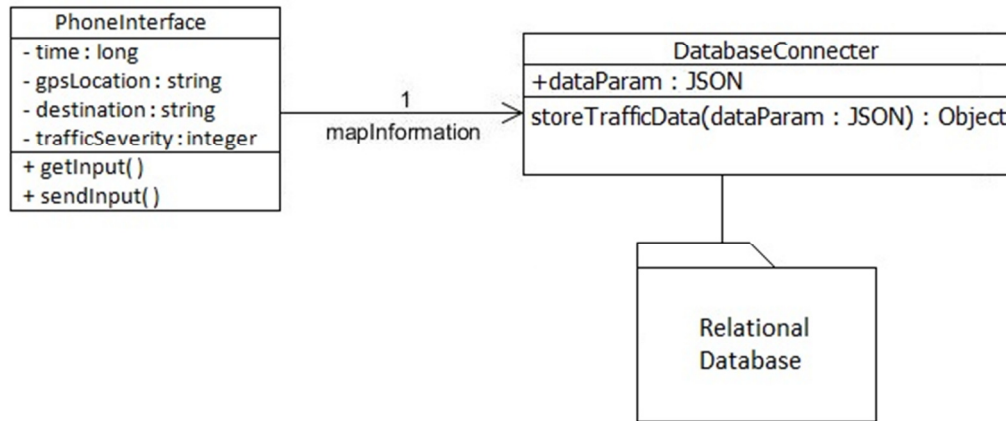 PhoneInterface
- time : long
- gpsLocation : string
- destination : string
- trafficSeverity : integer
+ getInput()
+ sendInput()
1
mapInformation
DatabaseConnecter
+dataParam : JSON
storeTrafficData(dataParam : JSON) : Object
Relational
Database